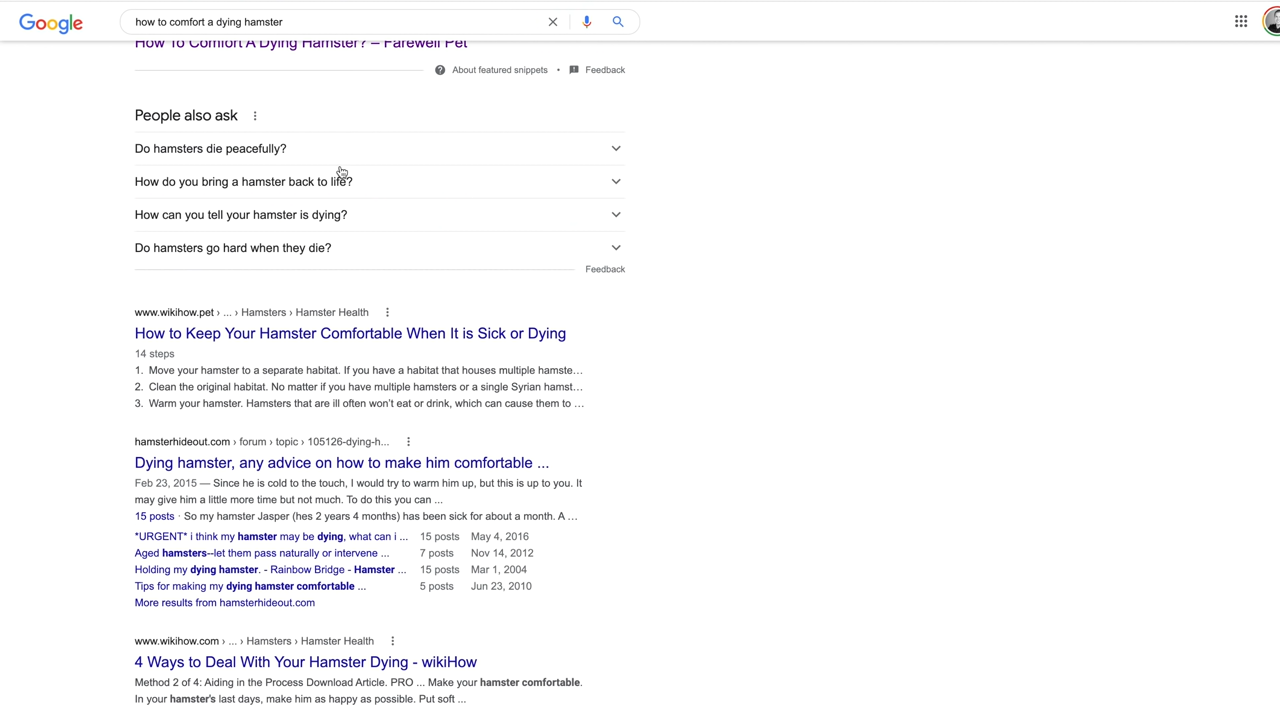 Google
how to comfort a dying hamster
How To Comfort A Dying Hamster? – Farewell Pet
About featured snippets • Feedback
People also ask
Do hamsters die peacefully?
How do you bring a hamster back to life?
How can you tell your hamster is dying?
Do hamsters go hard when they die?
Feedback
www.wikihow.pet › ... › Hamsters › Hamster Health
How to Keep Your Hamster Comfortable When It is Sick or Dying
14 steps
1. Move your hamster to a separate habitat. If you have a habitat that houses multiple hamste...
2. Clean the original habitat. No matter if you have multiple hamsters or a single Syrian hamst...
3. Warm your hamster. Hamsters that are ill often won't eat or drink, which can cause them to ...
hamsterhideout.com › forum › topic › 105126-dying-h...
Dying hamster, any advice on how to make him comfortable ...
Feb 23, 2015 — Since he is cold to the touch, I would try to warm him up, but this is up to you. It
may give him a little more time but not much. To do this you can ...
15 posts · So my hamster Jasper (hes 2 years 4 months) has been sick for about a month. A ...
*URGENT* i think my hamster may be dying, what can i ... 15 posts May 4, 2016
Aged hamsters--let them pass naturally or intervene ... 7 posts Nov 14, 2012
Holding my dying hamster. - Rainbow Bridge - Hamster ... 15 posts Mar 1, 2004
Tips for making my dying hamster comfortable ... 5 posts Jun 23, 2010
More results from hamsterhideout.com
www.wikihow.com › ... › Hamsters › Hamster Health
4 Ways to Deal With Your Hamster Dying - wikiHow
Method 2 of 4: Aiding in the Process Download Article. PRO ... Make your hamster comfortable.
In your hamster's last days, make him as happy as possible. Put soft ...